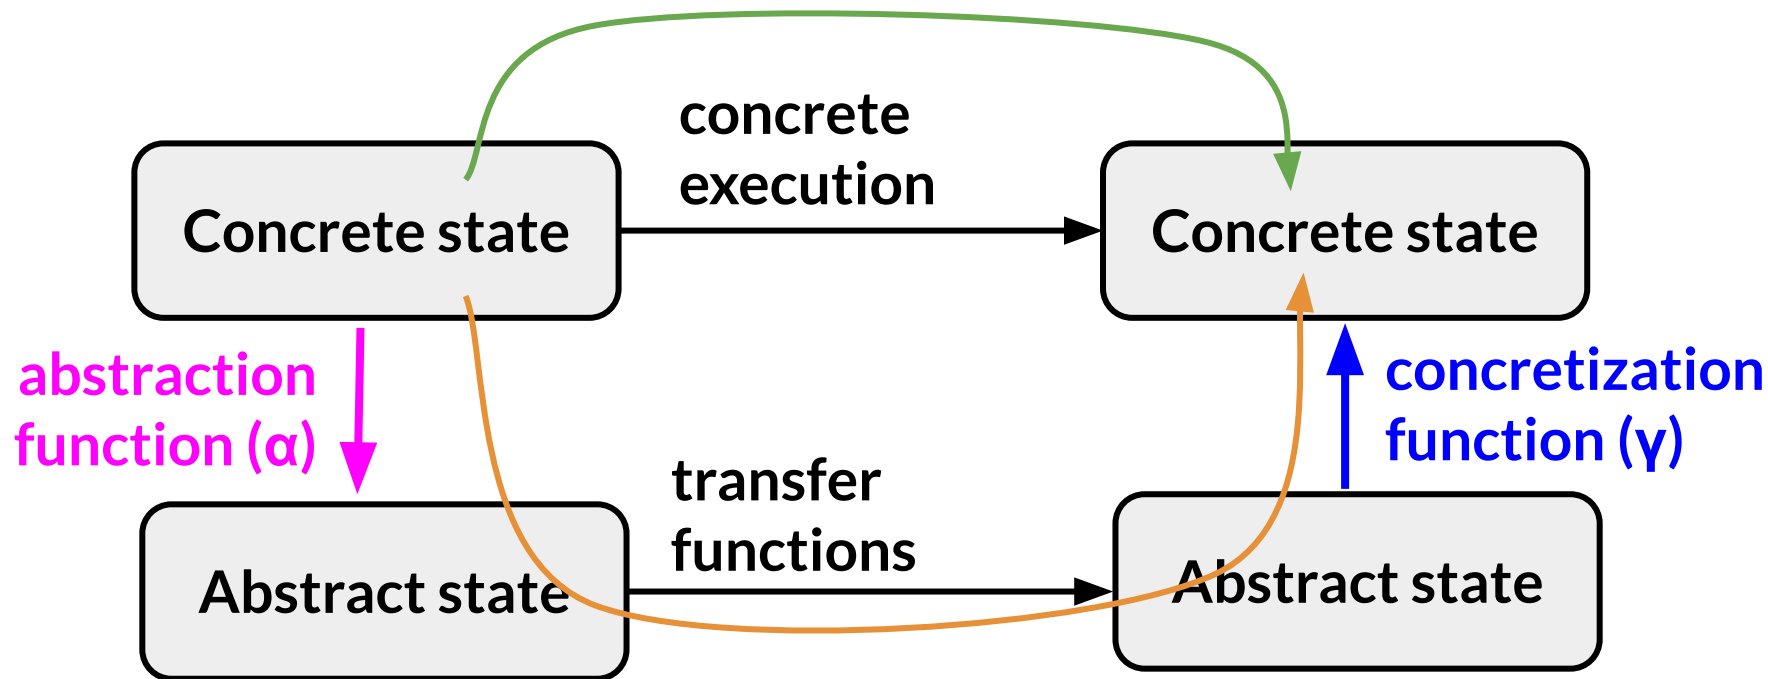 concrete
execution
Concrete state
Concrete state
abstraction
function (α)
concretization
function (γ)
transfer
functions
Abstract state
Abstract state